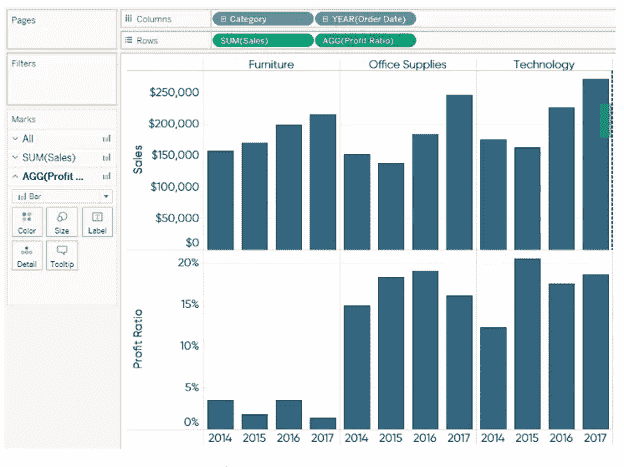 Pages
Columns
Category
YEAR(Order Date)
Rows
SUM(Sales)
AGG(Profit Ratio)
Filters
Marks
All
SUM(Sales)
AGG(Profit ...
Bar
Color
Size
Label
Detail
Tooltip
Furniture
Office Supplies
Technology
Sales
$250,000
$200,000
$150,000
$100,000
$50,000
$0
Profit Ratio
20%
15%
10%
5%
0%
2014 2015 2016 2017 2014 2015 2016 2017 2014 2015 2016 2017